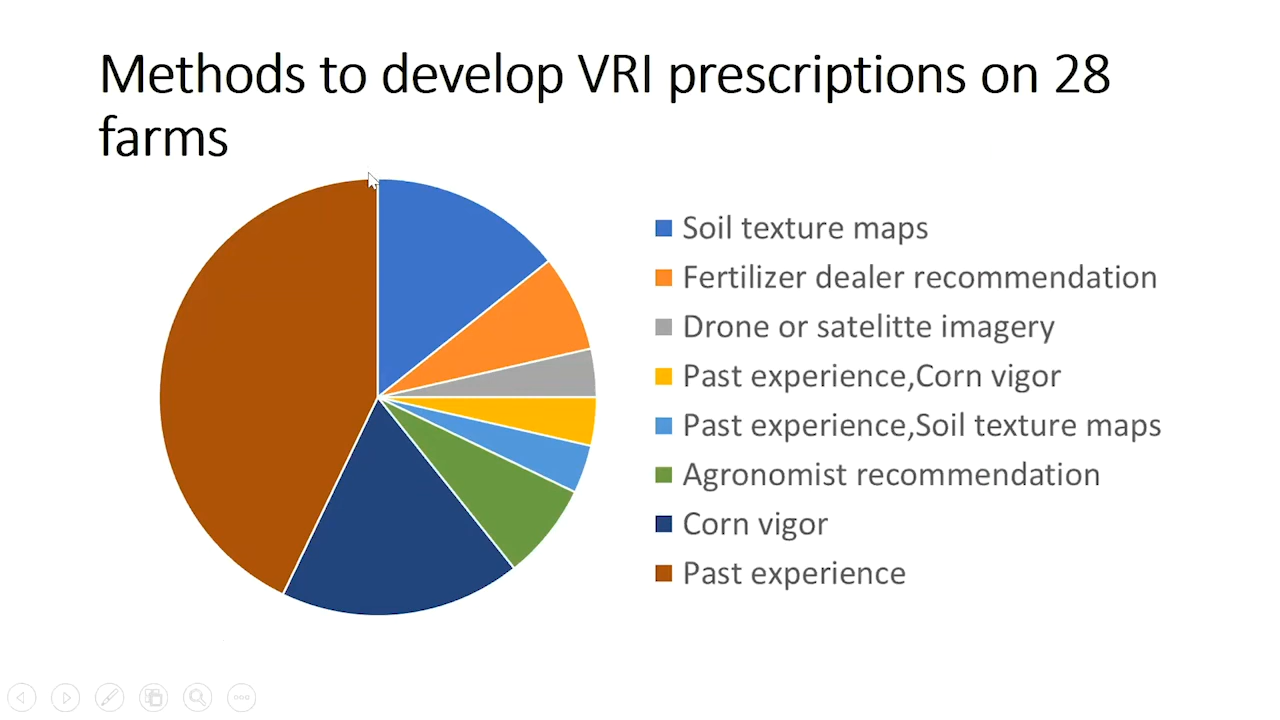 Methods to develop VRI prescriptions on 28
farms
Soil texture maps
Fertilizer dealer recommendation
Drone or satelitte imagery
Past experience,Corn vigor
Past experience,Soil texture maps
Agronomist recommendation
Corn vigor
Past experience